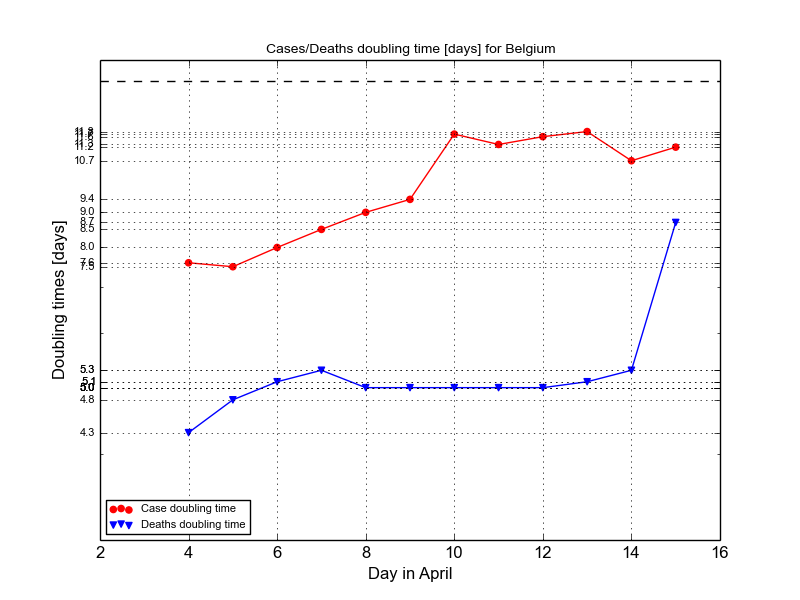 Cases/Deaths doubling time [days] for Belgium
Doubling times [days]
11.2
10.7
9.4
9.0
8.7
8.5
8.0
7.6
7.5
5.3
5.1
5.0
4.8
4.3
Case doubling time
Deaths doubling time
2 4 6 8 10 12 14 16
Day in April